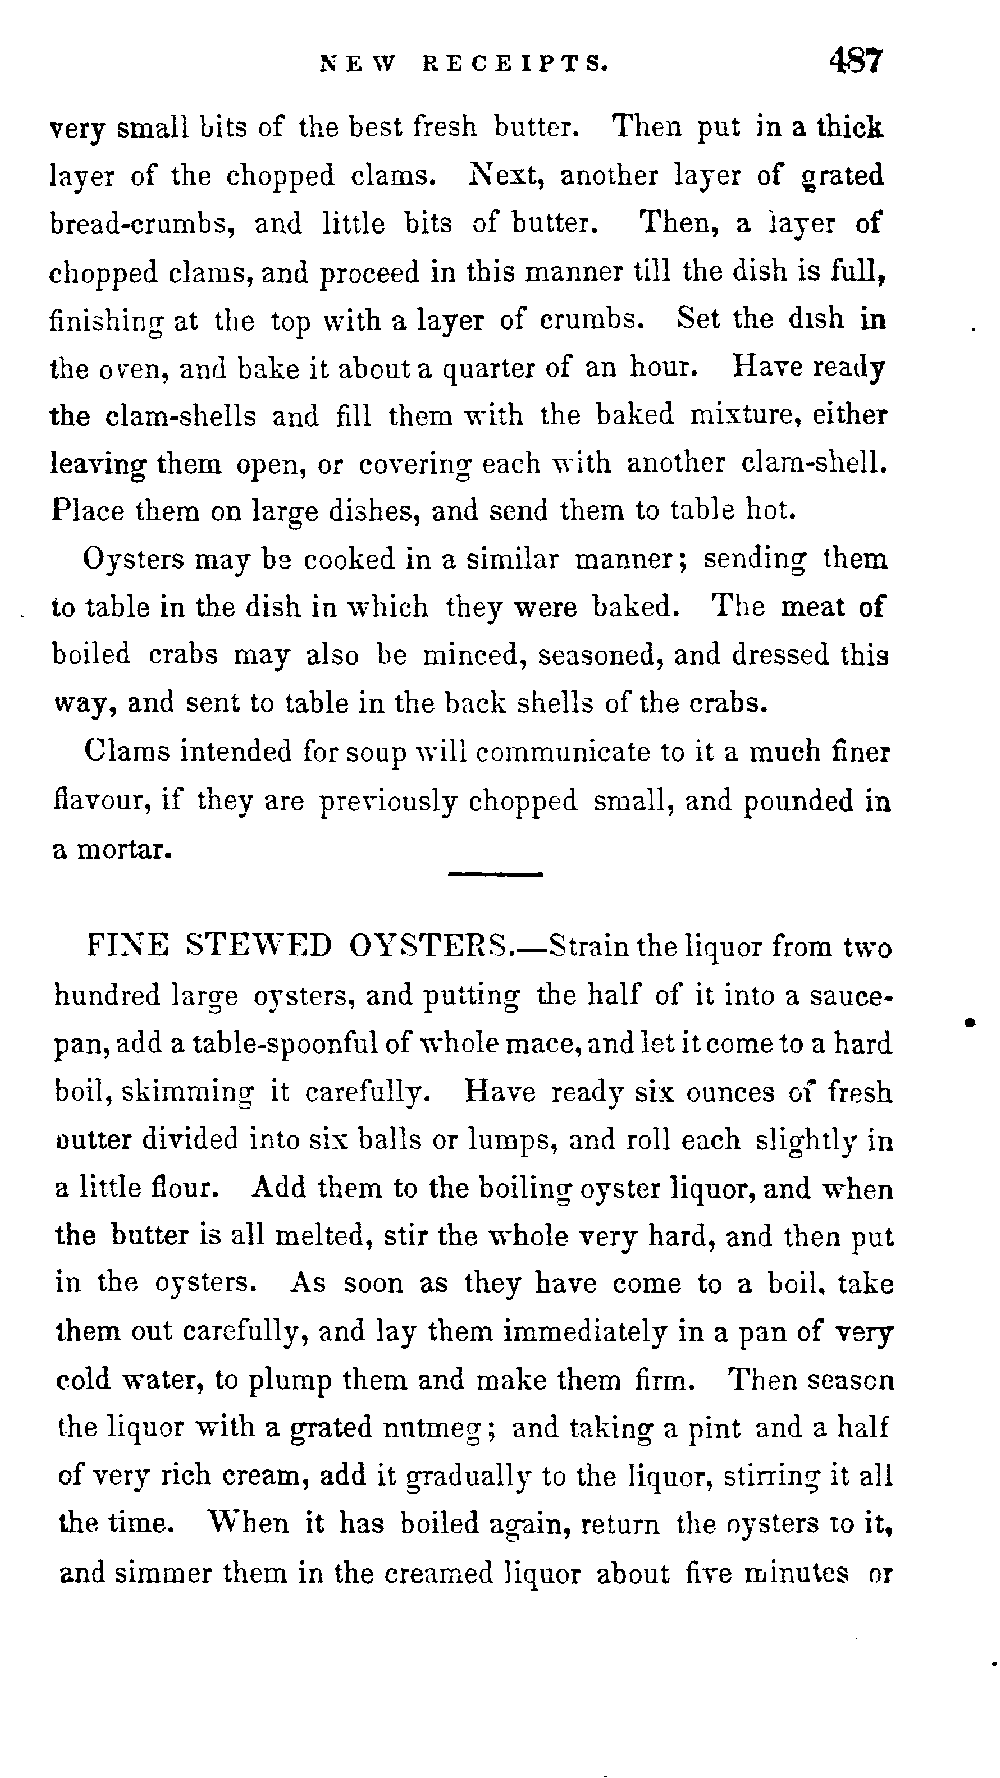 NEW RECEIPTS. 487
very small bits of the best fresh butter. Then put in a thick
layer of the chopped clams. Next, another layer of grated
bread-crumbs, and little bits of butter. Then, a layer of
chopped clams, and proceed in this manner till the dish is full,
finishing at the top with a layer of crumbs. Set the dish in
the oven, and bake it about a quarter of an hour. Have ready
the clam-shells and fill them with the baked mixture, either
leaving them open, or covering each with another clam-shell.
Place them on large dishes, and send them to table hot.
Oysters may be cooked in a similar manner; sending them
to table in the dish in which they were baked. The meat of
boiled crabs may also be minced, seasoned, and dressed this
way, and sent to table in the back shells of the crabs.
Clams intended for soup will communicate to it a much finer
flavour, if they are previously chopped small, and pounded in
a mortar.
FINE STEWED OYSTERS.—Strain the liquor from two
hundred large oysters, and putting the half of it into a sauce-
pan, add a table-spoonful of whole mace, and let it come to a hard
boil, skimming it carefully. Have ready six ounces of fresh
butter divided into six balls or lumps, and roll each slightly in
a little flour. Add them to the boiling oyster liquor, and when
the butter is all melted, stir the whole very hard, and then put
in the oysters. As soon as they have come to a boil, take
them out carefully, and lay them immediately in a pan of very
cold water, to plump them and make them firm. Then season
the liquor with a grated nutmeg; and taking a pint and a half
of very rich cream, add it gradually to the liquor, stirring it all
the time. When it has boiled again, return the oysters to it,
and simmer them in the creamed liquor about five minutes or